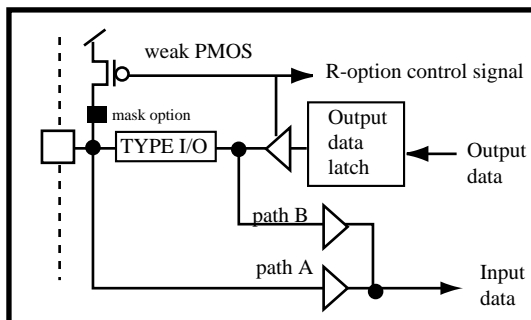 weak PMOS
R-option control signal
mask option
TYPE I/O
Output
data
latch
Output
data
path B
path A
Input
data